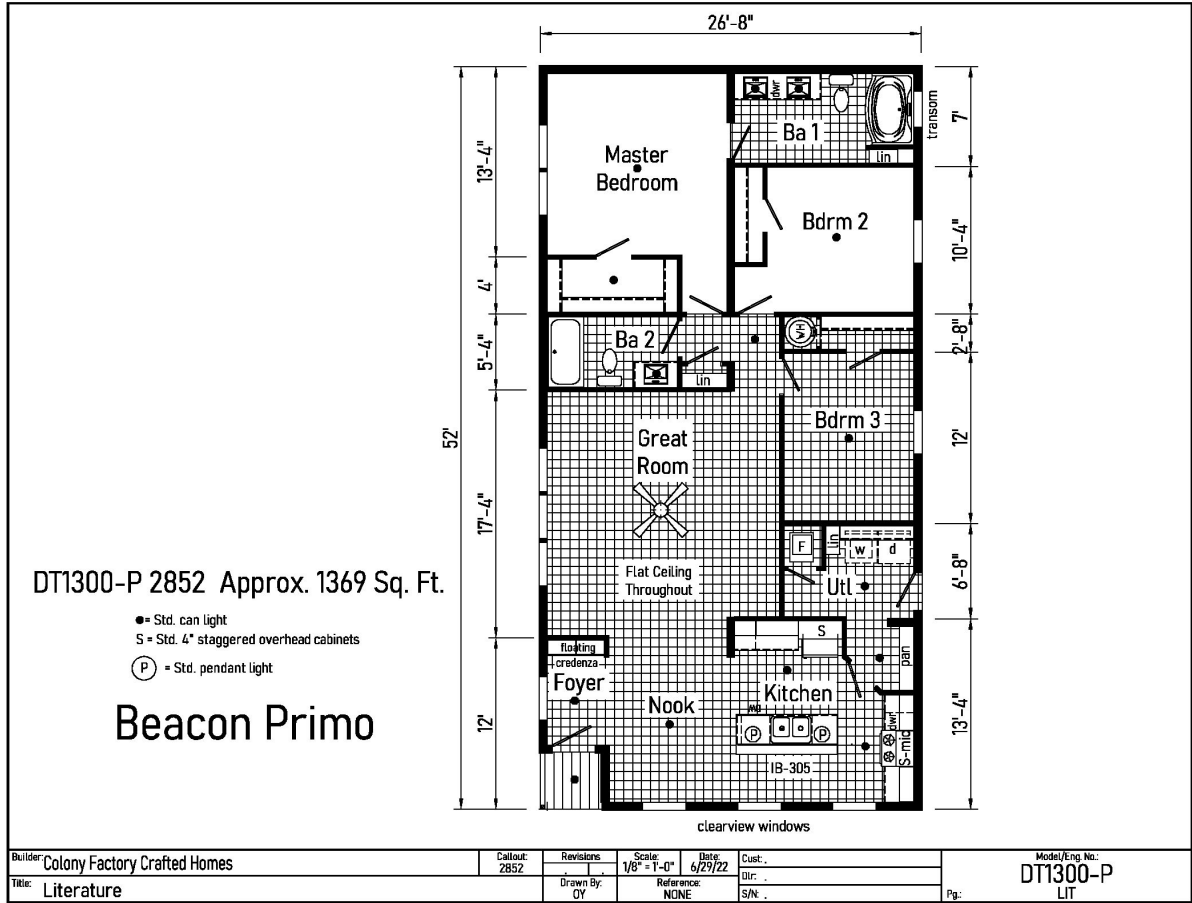 26'-8"
52'
13'-4"
4'
5'-4"
17'-4"
12'
7'
10'-4"
2'-8"
12'
6'-8"
13'-4"
transom
Master
Bedroom
dwr
Ba 1
lin
Bdrm 2
Ba 2
lin
WH
Bdrm 3
Great
Room
Flat Ceiling
Throughout
F
lin
w
d
Utl
S
pan
floating
credenza
Foyer
Nook
Kitchen
dw
P
P
IB-305
dwr
S-mic
clearview windows
DT1300-P 2852 Approx. 1369 Sq. Ft.
●= Std. can light
S = Std. 4" staggered overhead cabinets
P = Std. pendant light
Beacon Primo
Builder: Colony Factory Crafted Homes
Title: Literature
Callout:
2852
Revisions
Scale:
1/8" = 1'-0"
Date:
6/29/22
Drawn By:
OY
Reference:
NONE
Cust: .
Dlr: .
S/N: .
Model/Eng. No.:
DT1300-P
Pg.: LIT